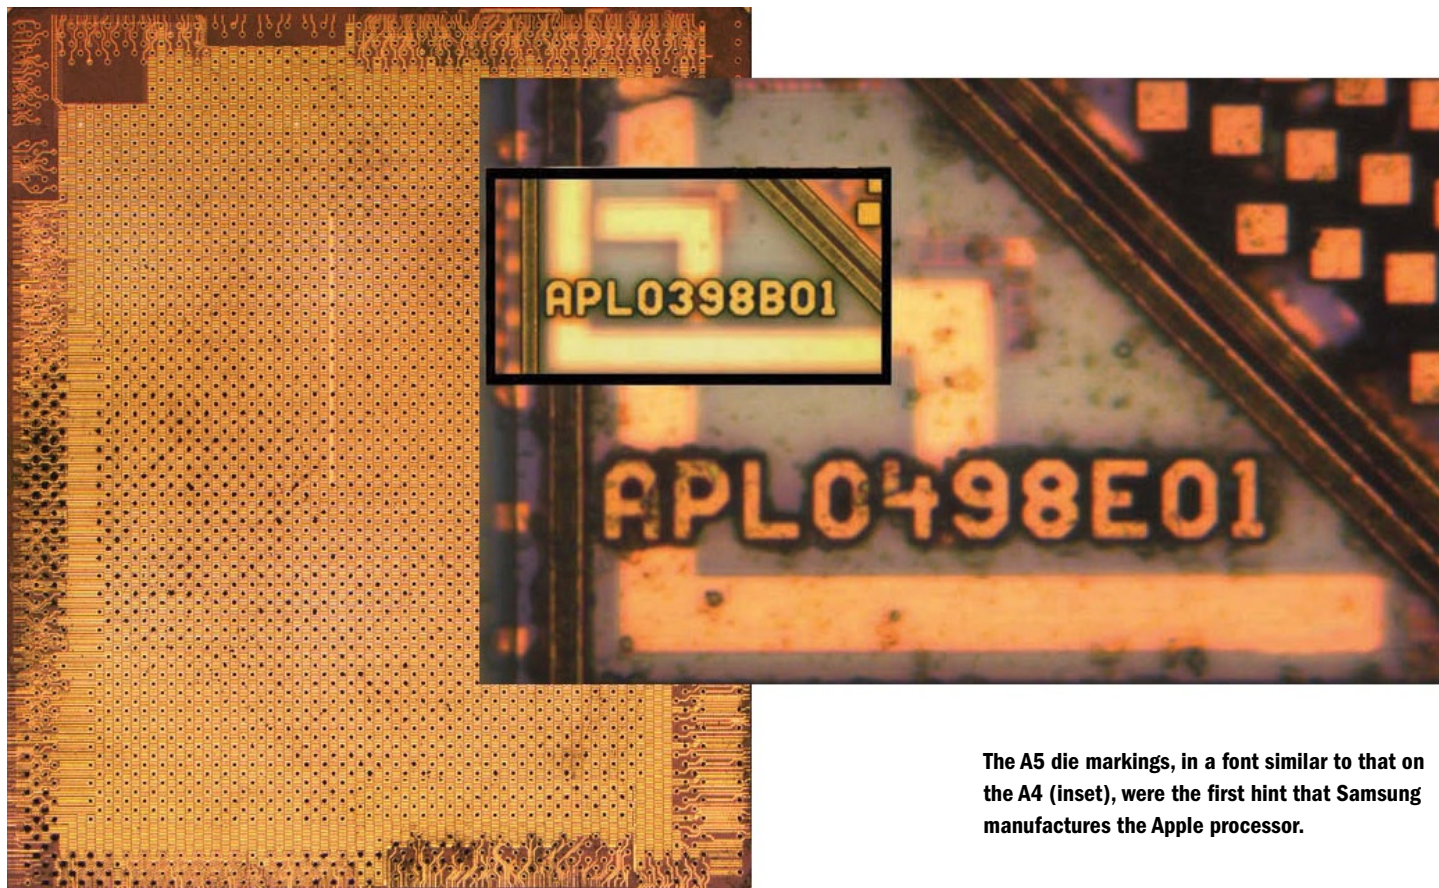 APL0398B01
APL0498E01
The A5 die markings, in a font similar to that on
the A4 (inset), were the first hint that Samsung
manufactures the Apple processor.